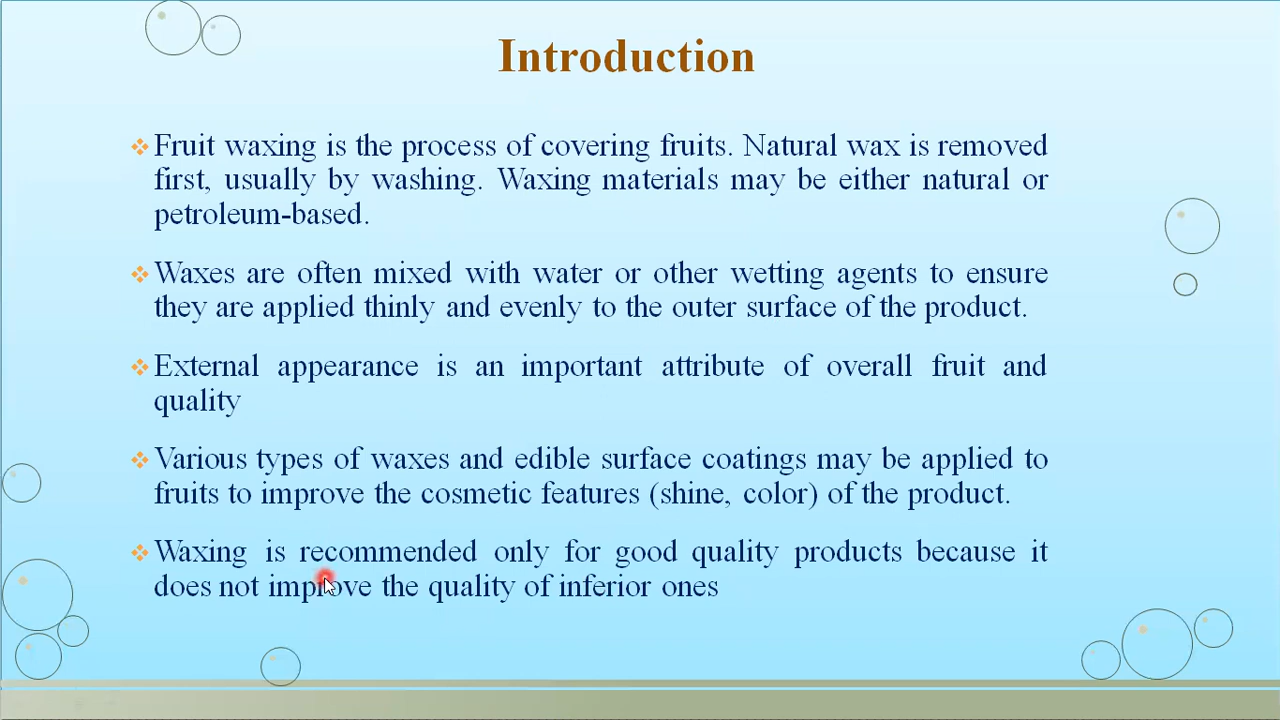 Introduction
Fruit waxing is the process of covering fruits. Natural wax is removed
first, usually by washing. Waxing materials may be either natural or
petroleum-based.
Waxes are often mixed with water or other wetting agents to ensure
they are applied thinly and evenly to the outer surface of the product.
External appearance is an important attribute of overall fruit and
quality
Various types of waxes and edible surface coatings may be applied to
fruits to improve the cosmetic features (shine, color) of the product.
Waxing is recommended only for good quality products because it
does not improve the quality of inferior ones